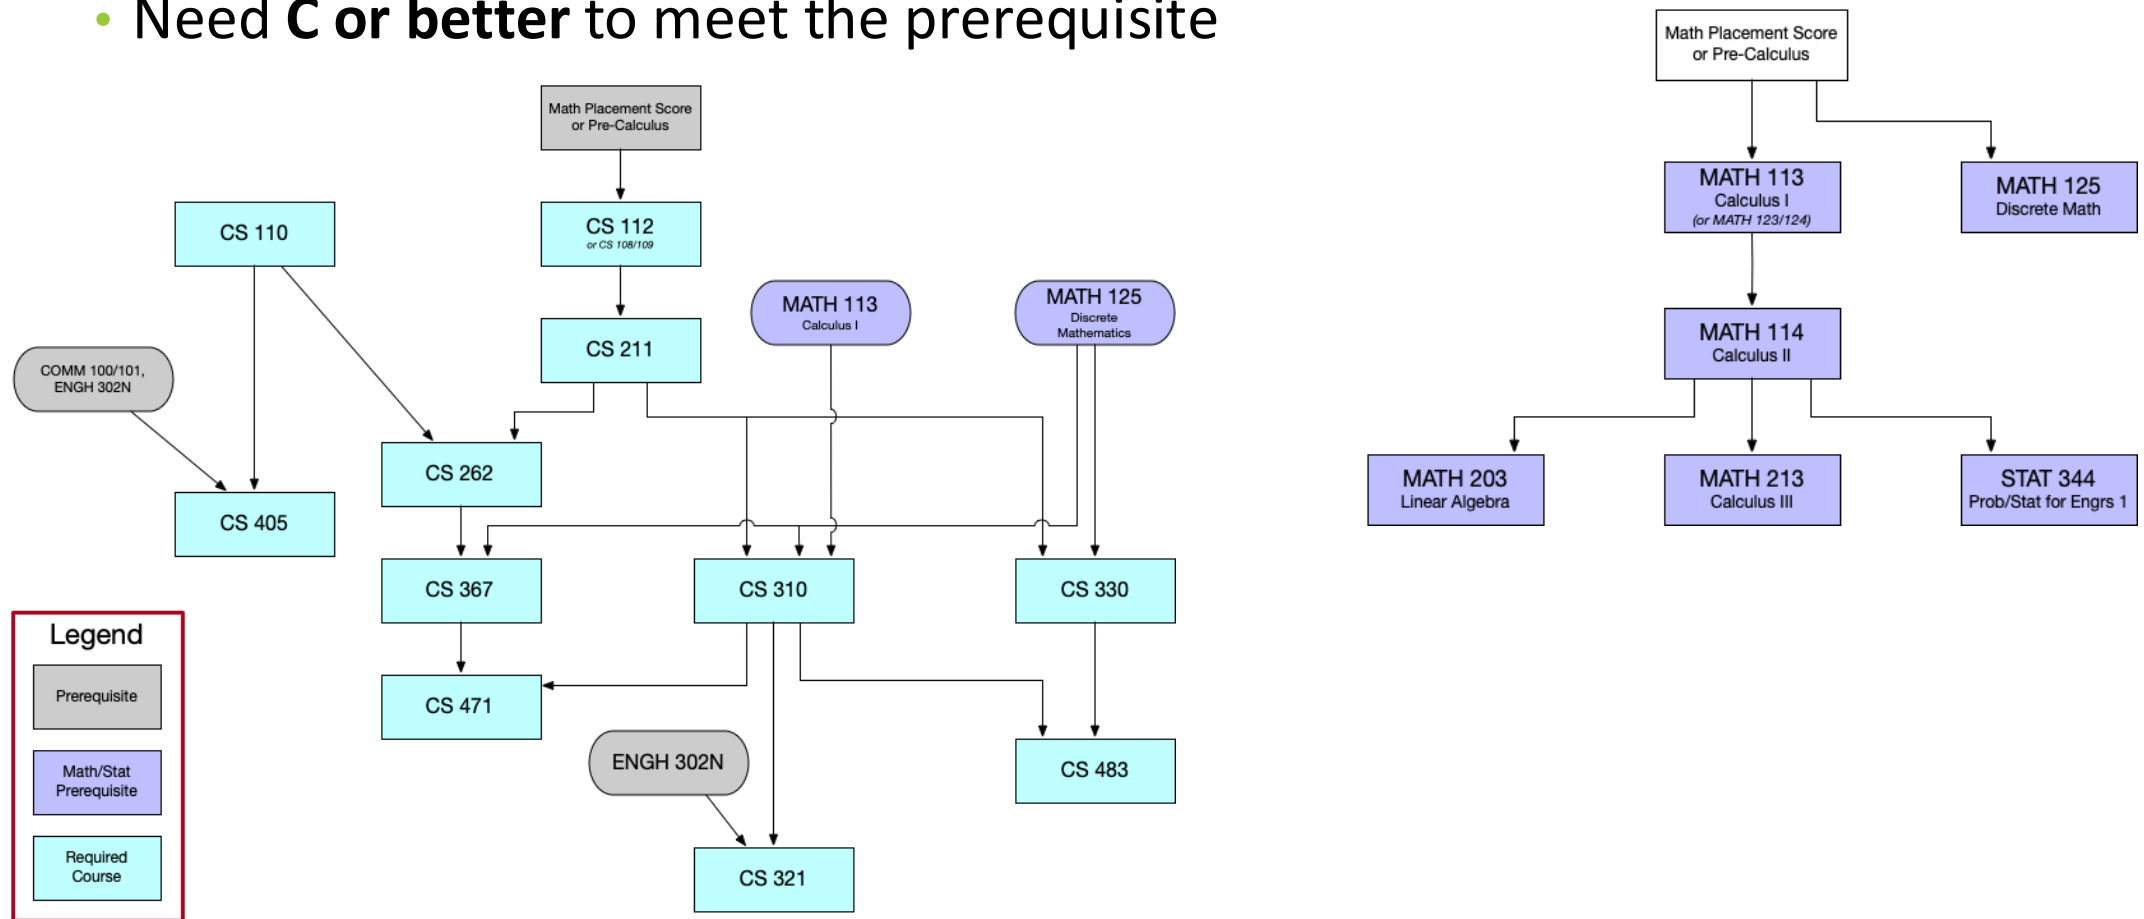 • Need C or better to meet the prerequisite
Math Placement Score
or Pre-Calculus
CS 110
CS 112
or CS 108/109
MATH 113
Calculus I
MATH 125
Discrete
Mathematics
CS 211
COMM 100/101,
ENGH 302N
CS 262
CS 405
CS 367
CS 310
CS 330
CS 471
ENGH 302N
CS 483
CS 321
Legend
Prerequisite
Math/Stat
Prerequisite
Required
Course
Math Placement Score
or Pre-Calculus
MATH 113
Calculus I
(or MATH 123/124)
MATH 125
Discrete Math
MATH 114
Calculus II
MATH 203
Linear Algebra
MATH 213
Calculus III
STAT 344
Prob/Stat for Engrs 1